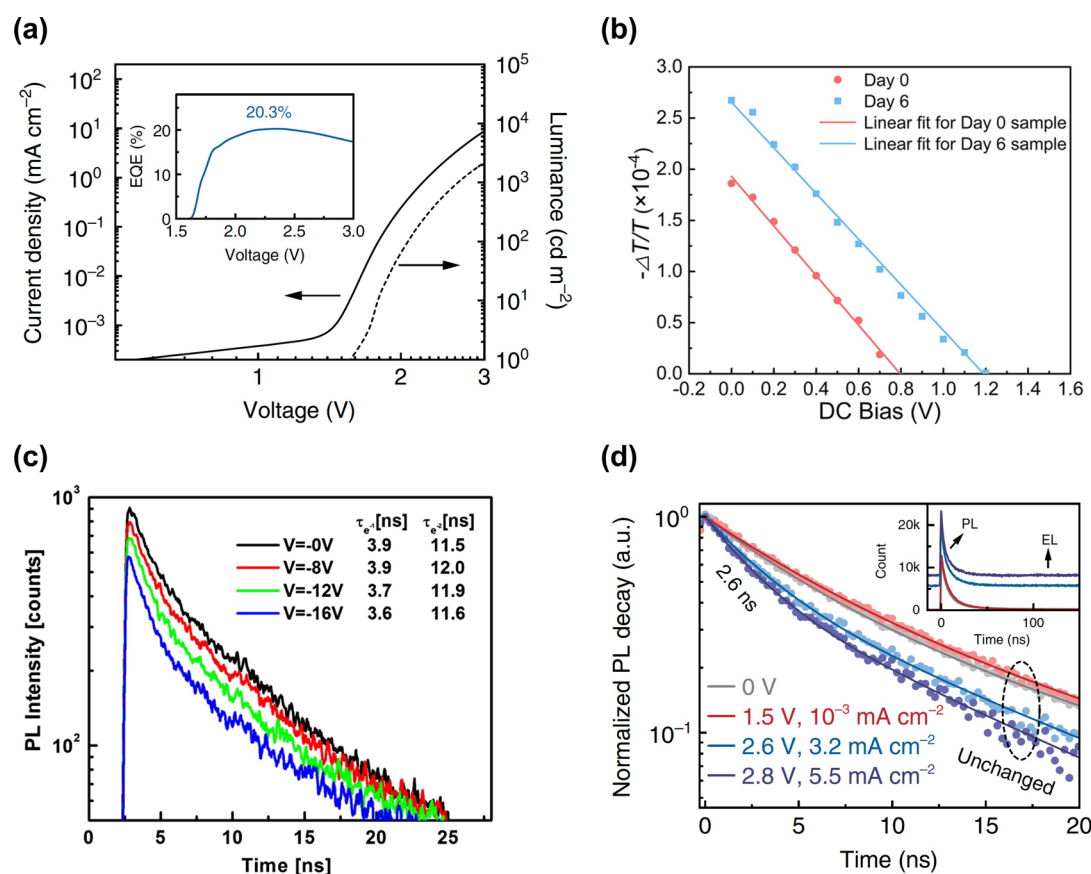 (a)
Current density (mA cm⁻²)
10²
10¹
10⁰
10⁻¹
10⁻²
10⁻³
1
2
3
Voltage (V)
10⁵
10⁴
10³
10²
10¹
10⁰
Luminance (cd m⁻²)
20.3%
EQE (%)
20
10
0
1.5
2.0
2.5
3.0
Voltage (V)
(b)
-ΔT/T (×10⁻⁴)
3.0
2.5
2.0
1.5
1.0
0.5
0.0
-0.2
0.0
0.2
0.4
0.6
0.8
1.0
1.2
1.4
1.6
DC Bias (V)
Day 0
Day 6
Linear fit for Day 0 sample
Linear fit for Day 6 sample
(c)
PL Intensity [counts]
10³
10²
0
5
10
15
20
25
Time [ns]
τₑ⁻¹[ns] τₑ⁻²[ns]
V=-0V 3.9 11.5
V=-8V 3.9 12.0
V=-12V 3.7 11.9
V=-16V 3.6 11.6
(d)
Normalized PL decay (a.u.)
10⁰
10⁻¹
0
5
10
15
20
Time (ns)
2.6 ns
0 V
1.5 V, 10⁻³ mA cm⁻²
2.6 V, 3.2 mA cm⁻²
2.8 V, 5.5 mA cm⁻²
Unchanged
Count
20k
10k
0
PL
EL
0
100
Time (ns)